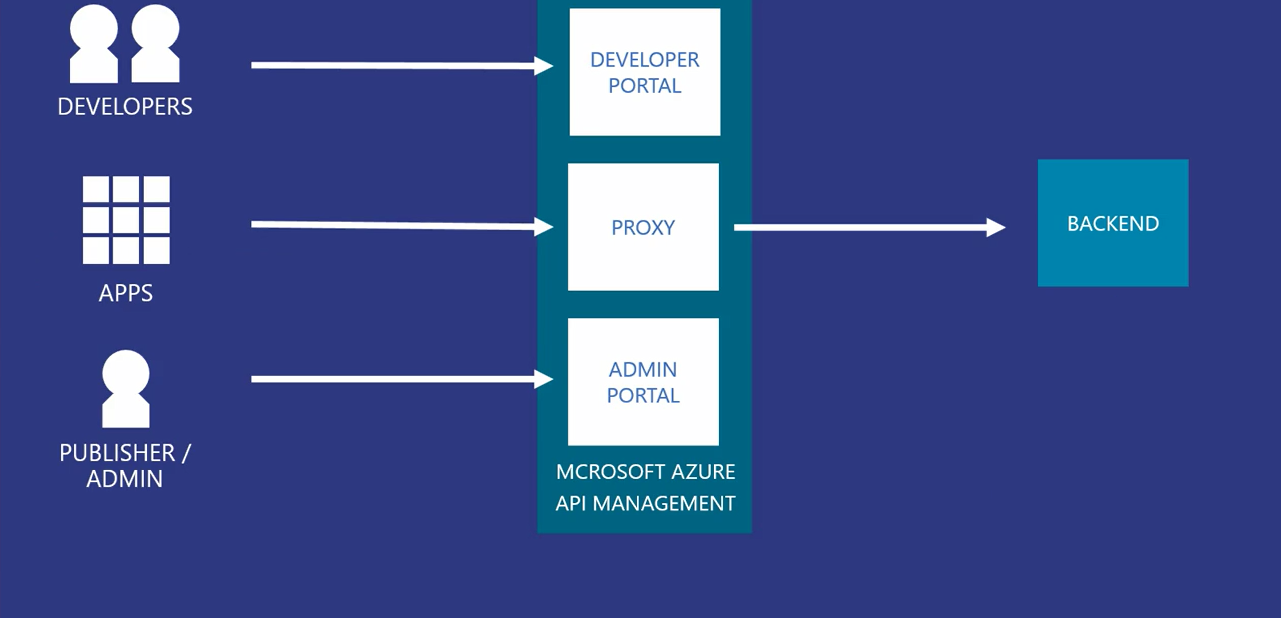 DEVELOPERS
DEVELOPER
PORTAL
APPS
PROXY
BACKEND
PUBLISHER /
ADMIN
ADMIN
PORTAL
MCROSOFT AZURE
API MANAGEMENT